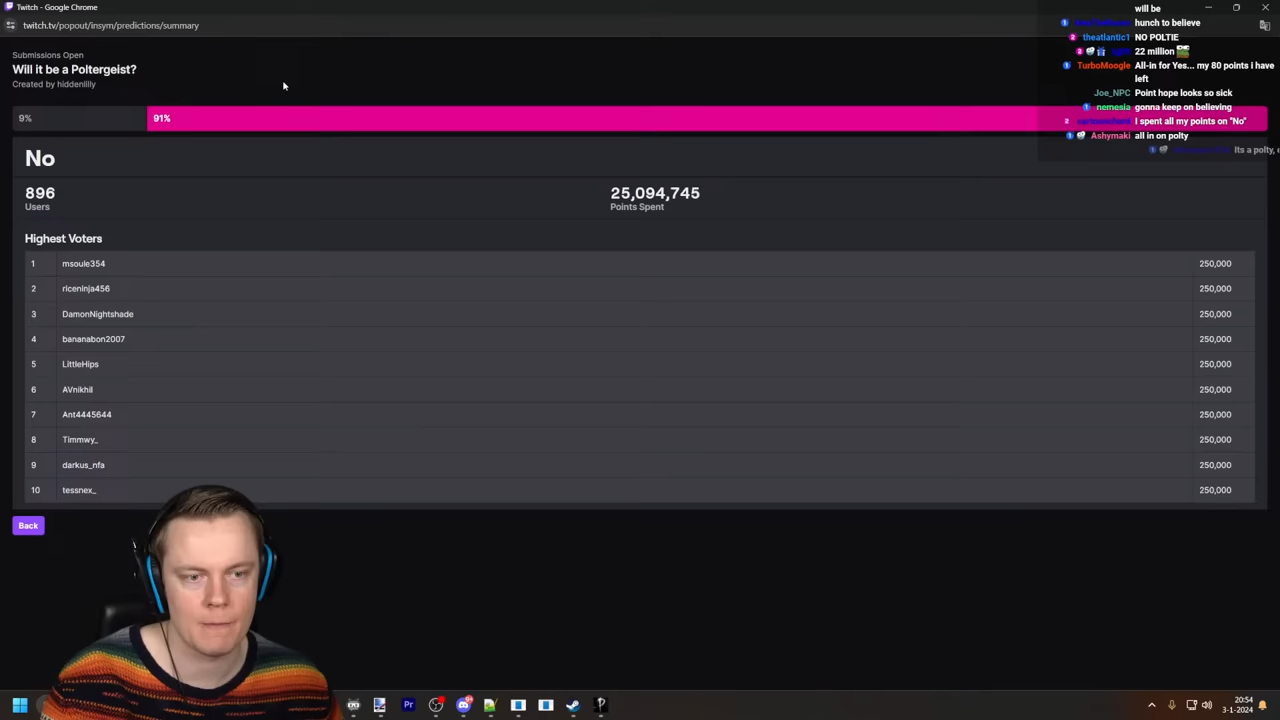 Twitch - Google Chrome
twitch.tv/popout/insym/predictions/summary
Submissions Open
Will it be a Poltergeist?
Created by hiddenlilly
9%
91%
No
896
Users
25,094,745
Points Spent
Highest Voters
1 msoule354 250,000
2 riceninja456 250,000
3 DamonNightshade 250,000
4 bananabon2007 250,000
5 LittleHips 250,000
6 AVnikhil 250,000
7 Ant4445644 250,000
8 Timmwy_ 250,000
9 darkus_nfa 250,000
10 tessnex_ 250,000
Back
will be
hunch to believe
theatlantic1 NO POLTIE
22 million
TurboMoogle All-in for Yes... my 80 points i have
left
Joe_NPC Point hope looks so sick
nemesia gonna keep on believing
I spent all my points on "No"
Ashymaki all in on polty
Its a polty,
20:54
3-1-2024